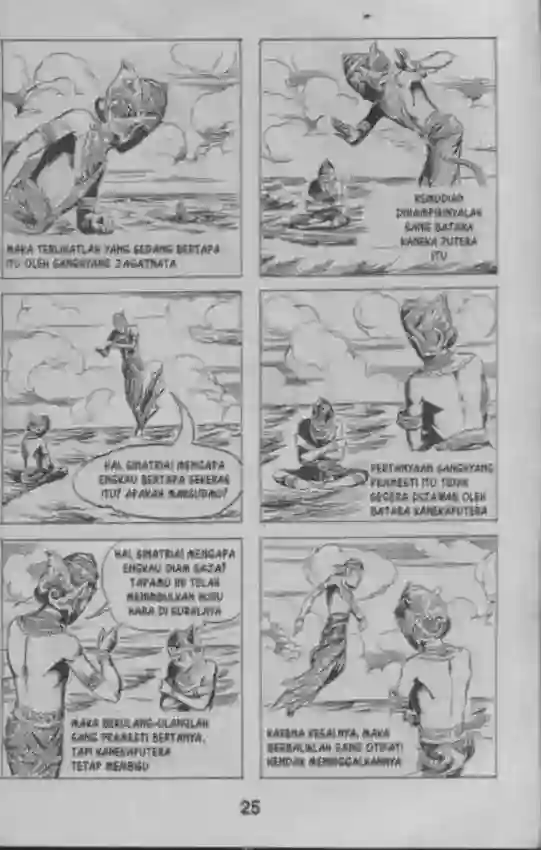 MAKA TERLIHATLAH YANG SEDANG BERTAPA
ITU OLEH SANGHYANG JAGATNATA
KEMUDIAN
DIHAMPIRINYALAH
SANG BATARA
KANEKA PUTERA
ITU
HAI, SINATRIA! MENGAPA
ENGKAU BERTAPA SEKERAS
ITU? APAKAH MAKSUDMU?
PERTANYAAN SANGHYANG
PRAMESTI ITU TIDAK
SEGERA DIJAWAB OLEH
BATARA KANEKAPUTERA
HAI, SINATRIA! MENGAPA
ENGKAU DIAM SAJA?
TAPAMU INI TELAH
MENIMBULKAN HURU
HARA DI SURALAYA
MAKA BERULANG-ULANGLAH
SANG PRAMESTI BERTANYA,
TAPI KANEKAPUTERA
TETAP MEMBISU
KARENA KESALNYA, MAKA
BERBALIKLAH SANG OTIPATI
HENDAK MENINGGALKANNYA
25